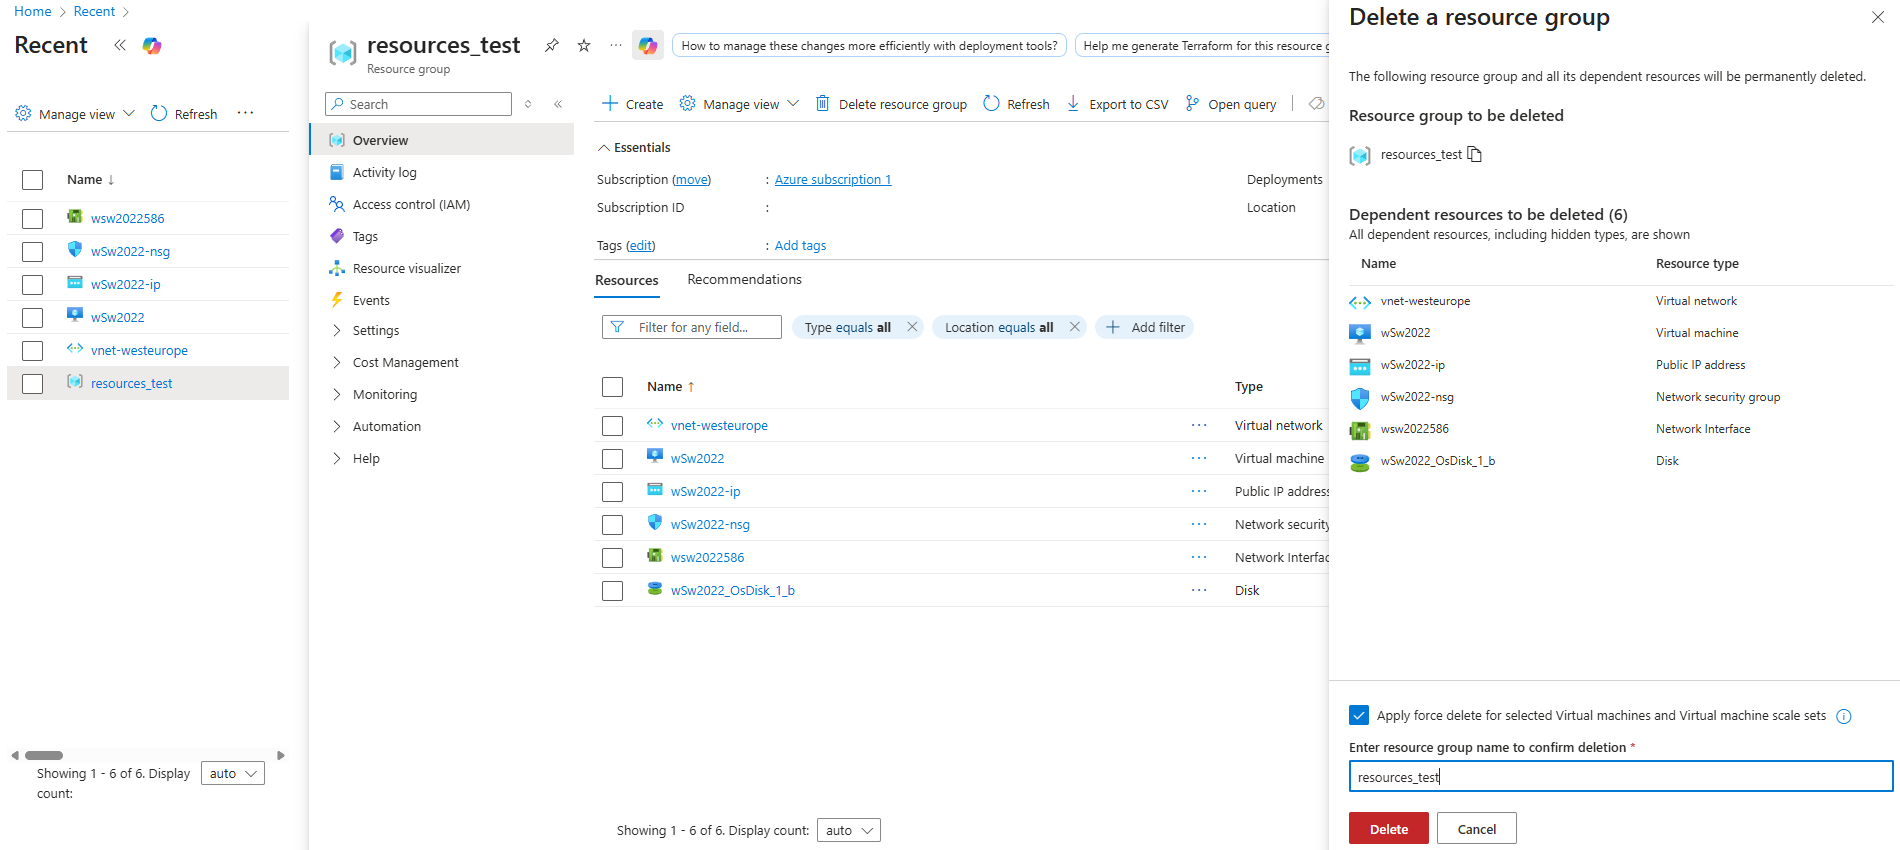 Home > Recent >
Recent
Manage view
Refresh
Name ↓
wsw2022586
wSw2022-nsg
wSw2022-ip
wSw2022
vnet-westeurope
resources_test
Showing 1 - 6 of 6. Display
count:
auto
resources_test
Resource group
How to manage these changes more efficiently with deployment tools?
Help me generate Terraform for this resource g
Search
Overview
Activity log
Access control (IAM)
Tags
Resource visualizer
Events
Settings
Cost Management
Monitoring
Automation
Help
Create
Manage view
Delete resource group
Refresh
Export to CSV
Open query
Essentials
Subscription (move) : Azure subscription 1
Subscription ID :
Tags (edit) : Add tags
Deployments
Location
Resources Recommendations
Filter for any field...
Type equals all
Location equals all
Add filter
Name ↑ Type
vnet-westeurope ··· Virtual network
wSw2022 ··· Virtual machine
wSw2022-ip ··· Public IP address
wSw2022-nsg ··· Network security
wsw2022586 ··· Network Interfac
wSw2022_OsDisk_1_b ··· Disk
Showing 1 - 6 of 6. Display count: auto
Delete a resource group
The following resource group and all its dependent resources will be permanently deleted.
Resource group to be deleted
resources_test
Dependent resources to be deleted (6)
All dependent resources, including hidden types, are shown
Name Resource type
vnet-westeurope Virtual network
wSw2022 Virtual machine
wSw2022-ip Public IP address
wSw2022-nsg Network security group
wsw2022586 Network Interface
wSw2022_OsDisk_1_b Disk
Apply force delete for selected Virtual machines and Virtual machine scale sets
Enter resource group name to confirm deletion *
resources_test
Delete Cancel